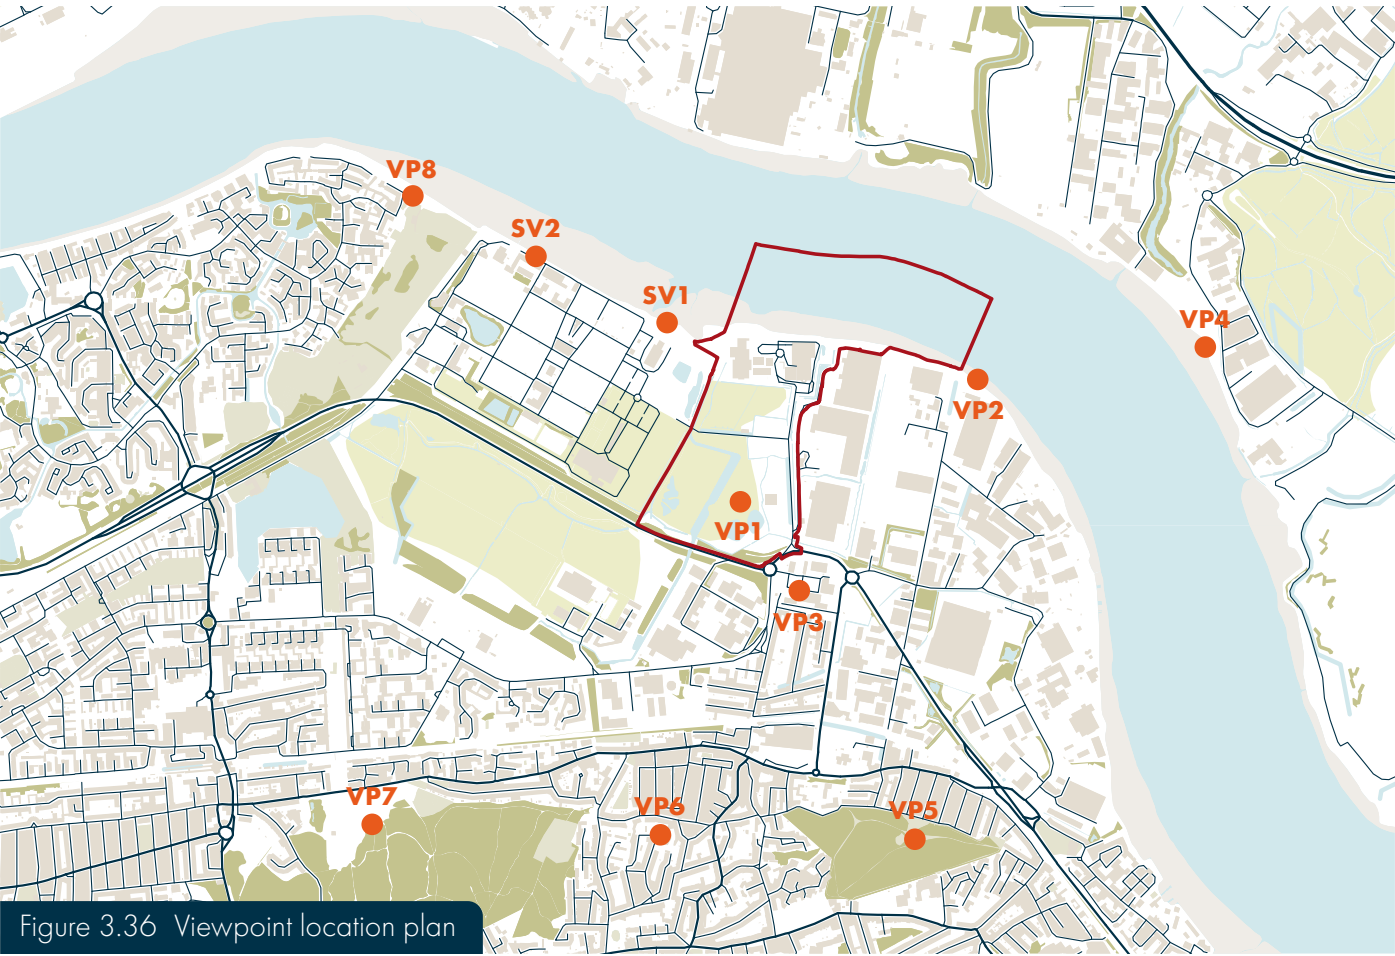 VP8
SV2
SV1
VP4
VP2
VP1
VP3
VP7
VP6
VP5
Figure 3.36 Viewpoint location plan